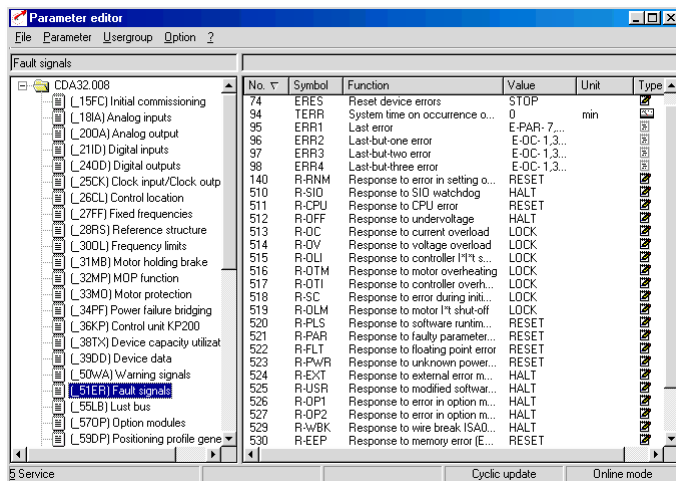 Parameter editor
File Parameter Usergroup Option ?
Fault signals
CDA32.008
(_15FC) Initial commissioning
(_18IA) Analog inputs
(_20OA) Analog output
(_21ID) Digital inputs
(_24OD) Digital outputs
(_25CK) Clock input/Clock outp
(_26CL) Control location
(_27FF) Fixed frequencies
(_28RS) Reference structure
(_30OL) Frequency limits
(_31MB) Motor holding brake
(_32MP) MOP function
(_33MO) Motor protection
(_34PF) Power failure bridging
(_36KP) Control unit KP200
(_38TX) Device capacity utilizat
(_39DD) Device data
(_50WA) Warning signals
(_51ER) Fault signals
(_55LB) Lust bus
(_57OP) Option modules
(_59DP) Positioning profile gene
No. Symbol Function Value Unit Type
74 ERES Reset device errors STOP
94 TERR System time on occurrence o... 0 min
95 ERR1 Last error E-PAR- 7,...
96 ERR2 Last-but-one error E-OC- 1,3...
97 ERR3 Last-but-two error E-OC- 1,3...
98 ERR4 Last-but-three error E-OC- 1,3...
140 R-RNM Response to error in setting o... RESET
510 R-SIO Response to SIO watchdog HALT
511 R-CPU Response to CPU error RESET
512 R-OFF Response to undervoltage HALT
513 R-OC Response to current overload LOCK
514 R-OV Response to voltage overload LOCK
515 R-OLI Response to controller I*I*t s... LOCK
516 R-OTM Response to motor overheating LOCK
517 R-OTI Response to controller overh... LOCK
518 R-SC Response to error during initi... LOCK
519 R-OLM Response to motor I*t shut-off LOCK
520 R-PLS Response to software runtim... RESET
521 R-PAR Response to faulty parameter... RESET
522 R-FLT Response to floating point error RESET
523 R-PWR Response to unknown power... RESET
524 R-EXT Response to external error m... HALT
525 R-USR Response to modified softwar... HALT
526 R-OP1 Response to error in option m... HALT
527 R-OP2 Response to error in option m... HALT
529 R-WBK Response to wire break ISA0... HALT
530 R-EEP Response to memory error (E... RESET
5 Service Cyclic update Online mode